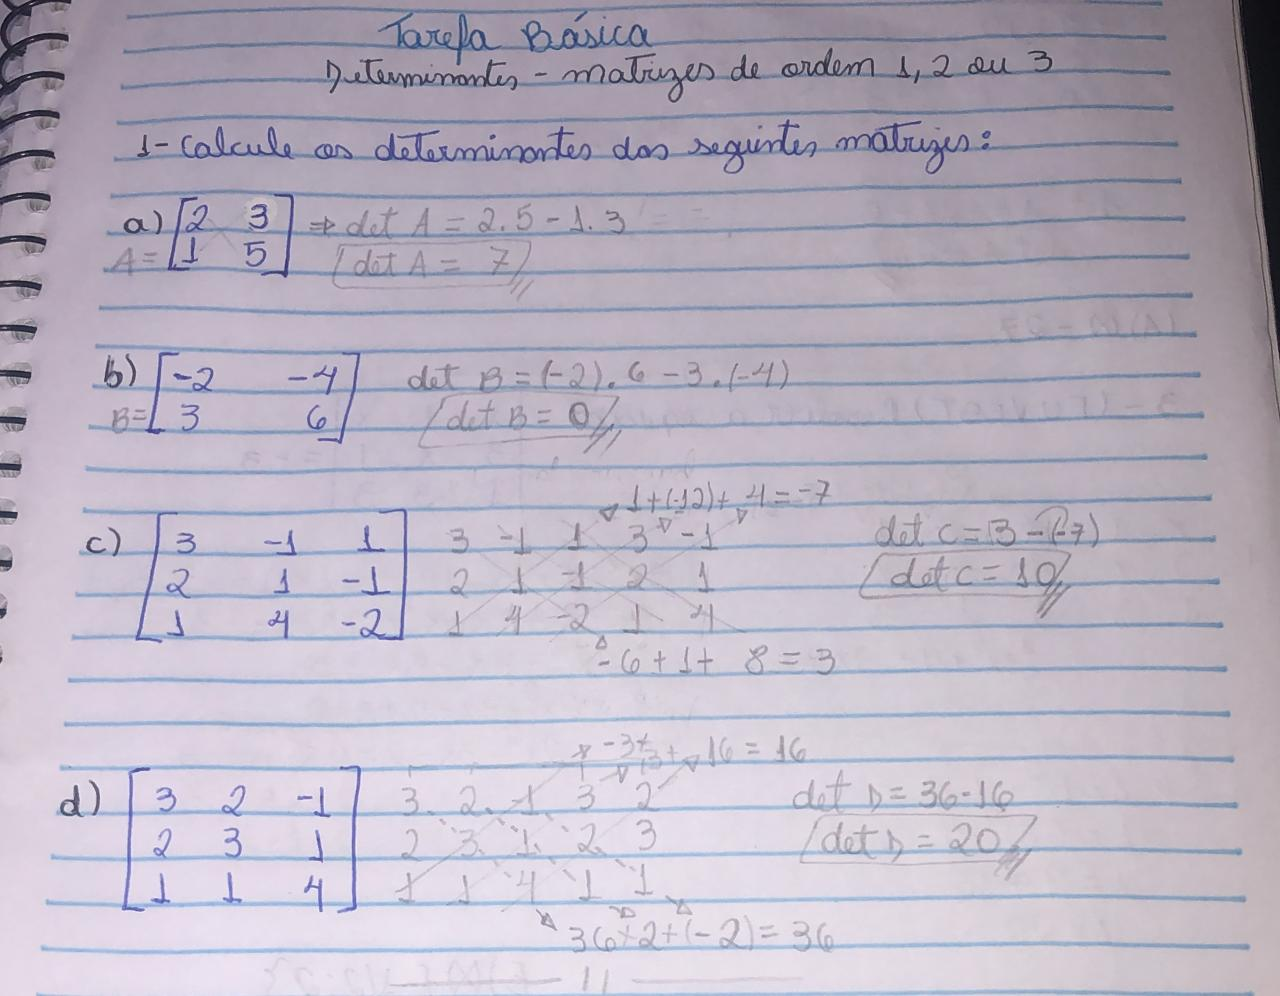 Tarefa Básica
Determinantes - matrizes de ordem 1, 2 ou 3
1- Calcule os determinantes das seguintes matrizes:
a) [2 3] ⇒ det A = 2.5 - 1.3
A = [1 5] det A = 7
b) [-2 -4] det B = (-2).6 - 3.(-4)
B = [3 6] det B = 0
1+(-12)+ 4 = -7
c) [3 -1 1] 3 -1 1 3 -1 det C = 3 - (-7)
[2 1 -1] 2 1 -1 2 1 det C = 10
[1 4 -2] 1 4 -2 1 4
-6 + 1 + 8 = 3
-3+ 3+ 16 = 16
d) [3 2 -1] 3 2 -1 3 2 det D = 36-16
[2 3 1] 2 3 1 2 3 det D = 20
[1 1 4] 1 1 4 1 1
36+2+(-2) = 36